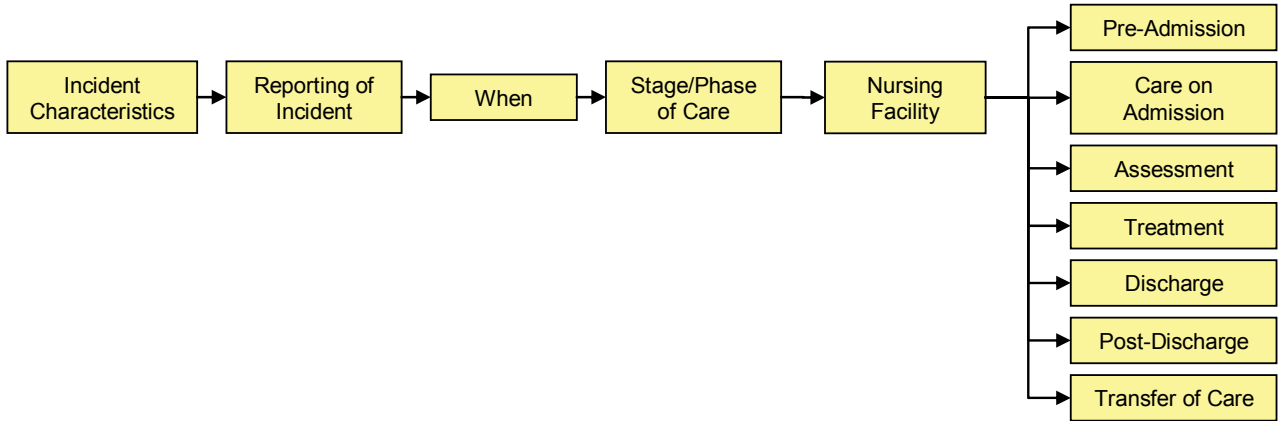 Incident
Characteristics
Reporting of
Incident
When
Stage/Phase
of Care
Nursing
Facility
Pre-Admission
Care on
Admission
Assessment
Treatment
Discharge
Post-Discharge
Transfer of Care